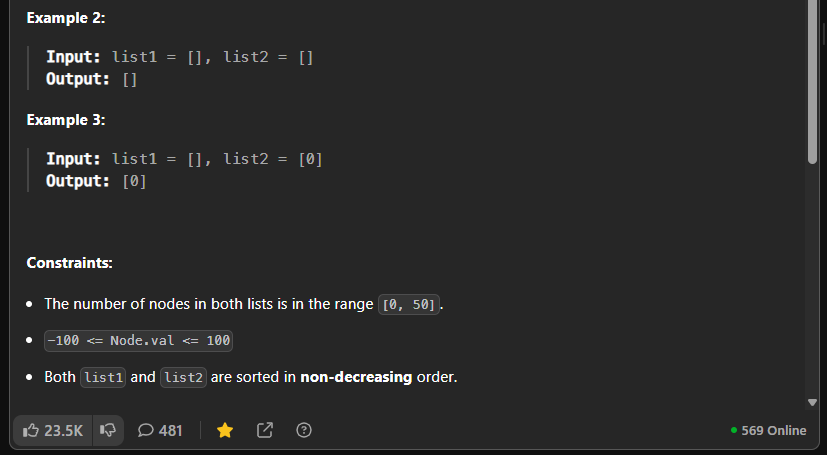 Example 2:
Input: list1 = [], list2 = []
Output: []
Example 3:
Input: list1 = [], list2 = [0]
Output: [0]
Constraints:
• The number of nodes in both lists is in the range [0, 50].
• -100 <= Node.val <= 100
• Both list1 and list2 are sorted in non-decreasing order.
23.5K 481 569 Online